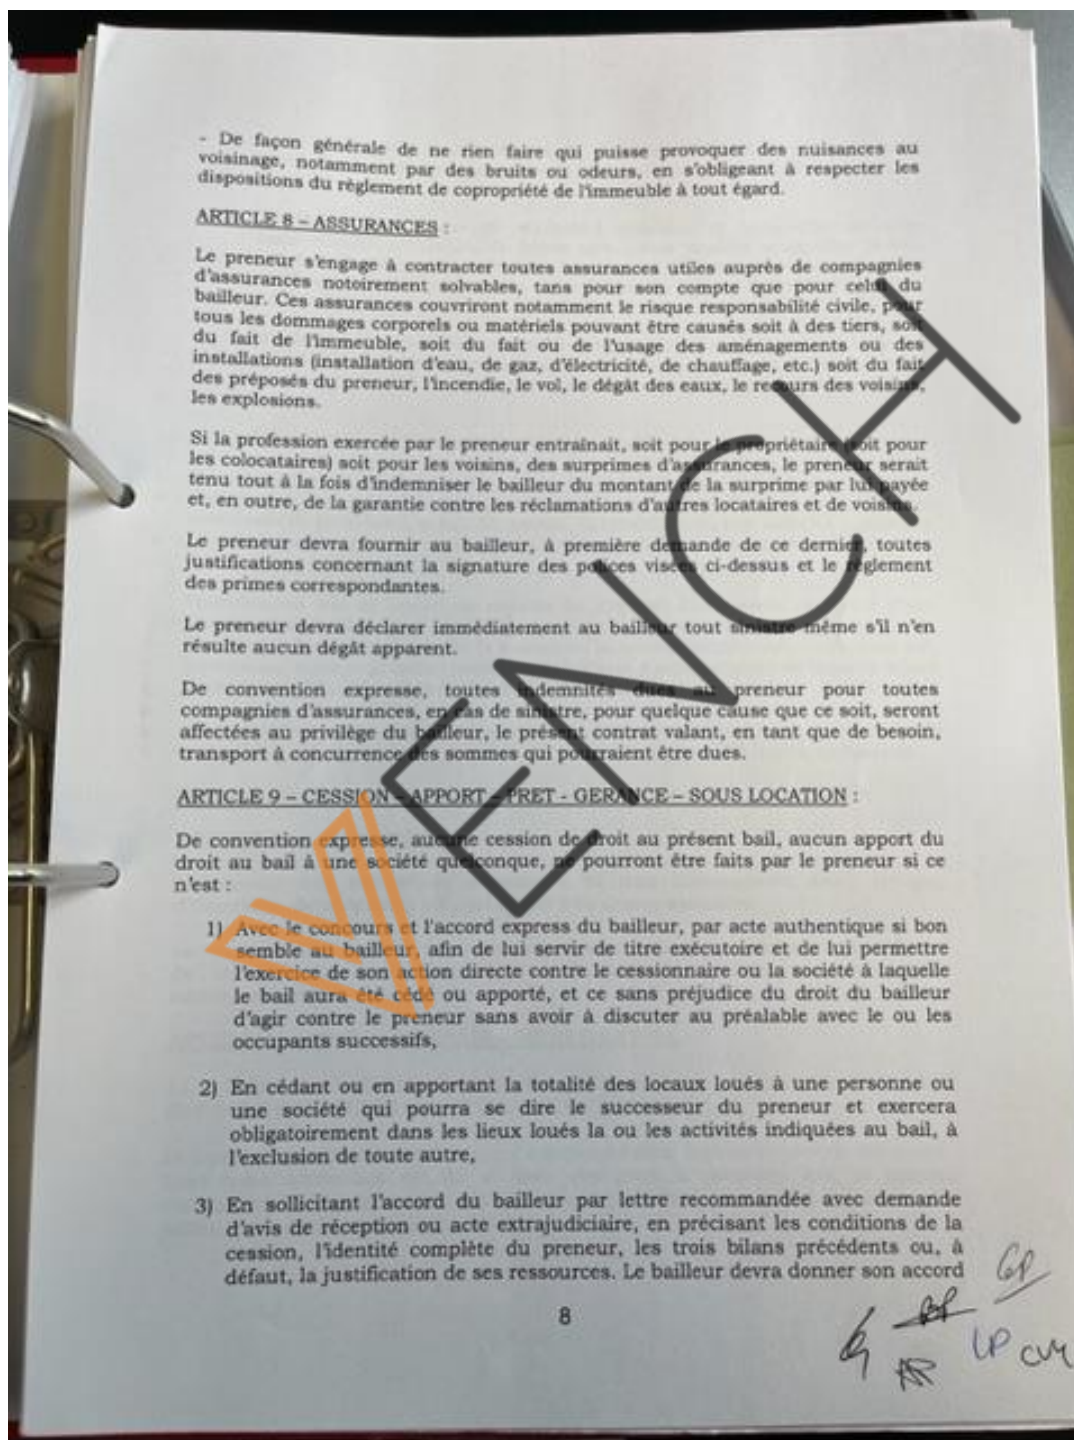 - De façon générale de ne rien faire qui puisse provoquer des nuisances au
voisinage, notamment par des bruits ou odeurs, en s'obligeant à respecter les
dispositions du règlement de copropriété de l'immeuble à tout égard.
ARTICLE 8 – ASSURANCES :
Le preneur s'engage à contracter toutes assurances utiles auprès de compagnies
d'assurances notoirement solvables, tans pour son compte que pour celui du
bailleur. Ces assurances couvriront notamment le risque responsabilité civile, pour
tous les dommages corporels ou matériels pouvant être causés soit à des tiers, soit
du fait de l'immeuble, soit du fait ou de l'usage des aménagements ou des
installations (installation d'eau, de gaz, d'électricité, de chauffage, etc.) soit du fait
des préposés du preneur, l'incendie, le vol, le dégât des eaux, le recours des voisins,
les explosions.
Si la profession exercée par le preneur entraînait, soit pour le propriétaire (soit pour
les colocataires) soit pour les voisins, des surprimes d'assurances, le preneur serait
tenu tout à la fois d'indemniser le bailleur du montant de la surprime par lui payée
et, en outre, de la garantie contre les réclamations d'autres locataires et de voisins.
Le preneur devra fournir au bailleur, à première demande de ce dernier, toutes
justifications concernant la signature des polices visées ci-dessus et le règlement
des primes correspondantes.
Le preneur devra déclarer immédiatement au bailleur tout sinistre même s'il n'en
résulte aucun dégât apparent.
De convention expresse, toutes indemnités dues au preneur pour toutes
compagnies d'assurances, en cas de sinistre, pour quelque cause que ce soit, seront
affectées au privilège du bailleur, le présent contrat valant, en tant que de besoin,
transport à concurrence des sommes qui pourraient être dues.
ARTICLE 9 – CESSION – APPORT – PRET - GERANCE – SOUS LOCATION :
De convention expresse, aucune cession de droit au présent bail, aucun apport du
droit au bail à une société quelconque, ne pourront être faits par le preneur si ce
n'est :
1) Avec le concours et l'accord express du bailleur, par acte authentique si bon
semble au bailleur, afin de lui servir de titre exécutoire et de lui permettre
l'exercice de son action directe contre le cessionnaire ou la société à laquelle
le bail aura été cédé ou apporté, et ce sans préjudice du droit du bailleur
d'agir contre le preneur sans avoir à discuter au préalable avec le ou les
occupants successifs,
2) En cédant ou en apportant la totalité des locaux loués à une personne ou
une société qui pourra se dire le successeur du preneur et exercera
obligatoirement dans les lieux loués la ou les activités indiquées au bail, à
l'exclusion de toute autre,
3) En sollicitant l'accord du bailleur par lettre recommandée avec demande
d'avis de réception ou acte extrajudiciaire, en précisant les conditions de la
cession, l'identité complète du preneur, les trois bilans précédents ou, à
défaut, la justification de ses ressources. Le bailleur devra donner son accord
8
GP
LP
VENCH